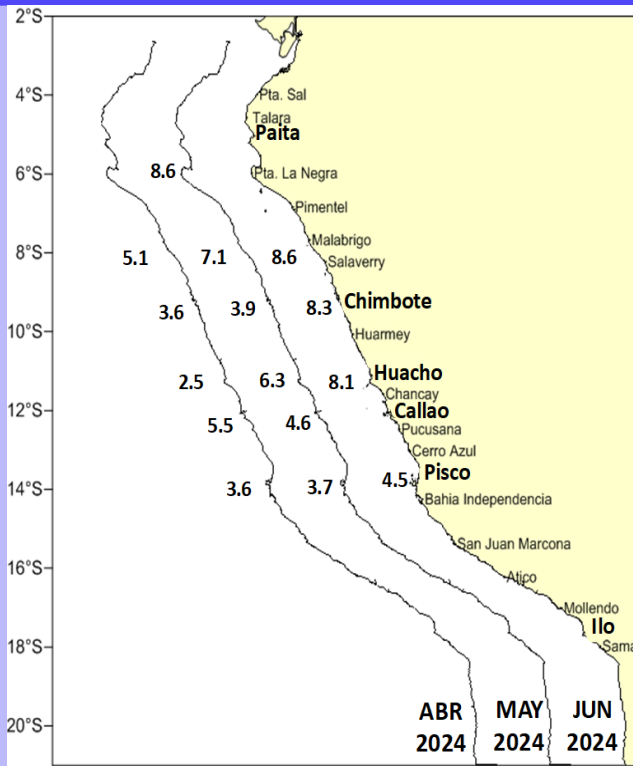 2°S
4°S
Pta. Sal
Talara
Paita
8.6
6°S
Pta. La Negra
Pimentel
Malabrigo
5.1 7.1 8.6
8°S
Salaverry
3.6 3.9 8.3 Chimbote
10°S
Huarmey
2.5 6.3 8.1 Huacho
Chancay
12°S
Callao
5.5 4.6
Pucusana
Cerro Azul
4.5 Pisco
3.6 3.7
14°S
Bahia Independencia
San Juan Marcona
16°S
Atico
Mollendo
Ilo
18°S
Sama
ABR MAY JUN
20°S
2024 2024 2024